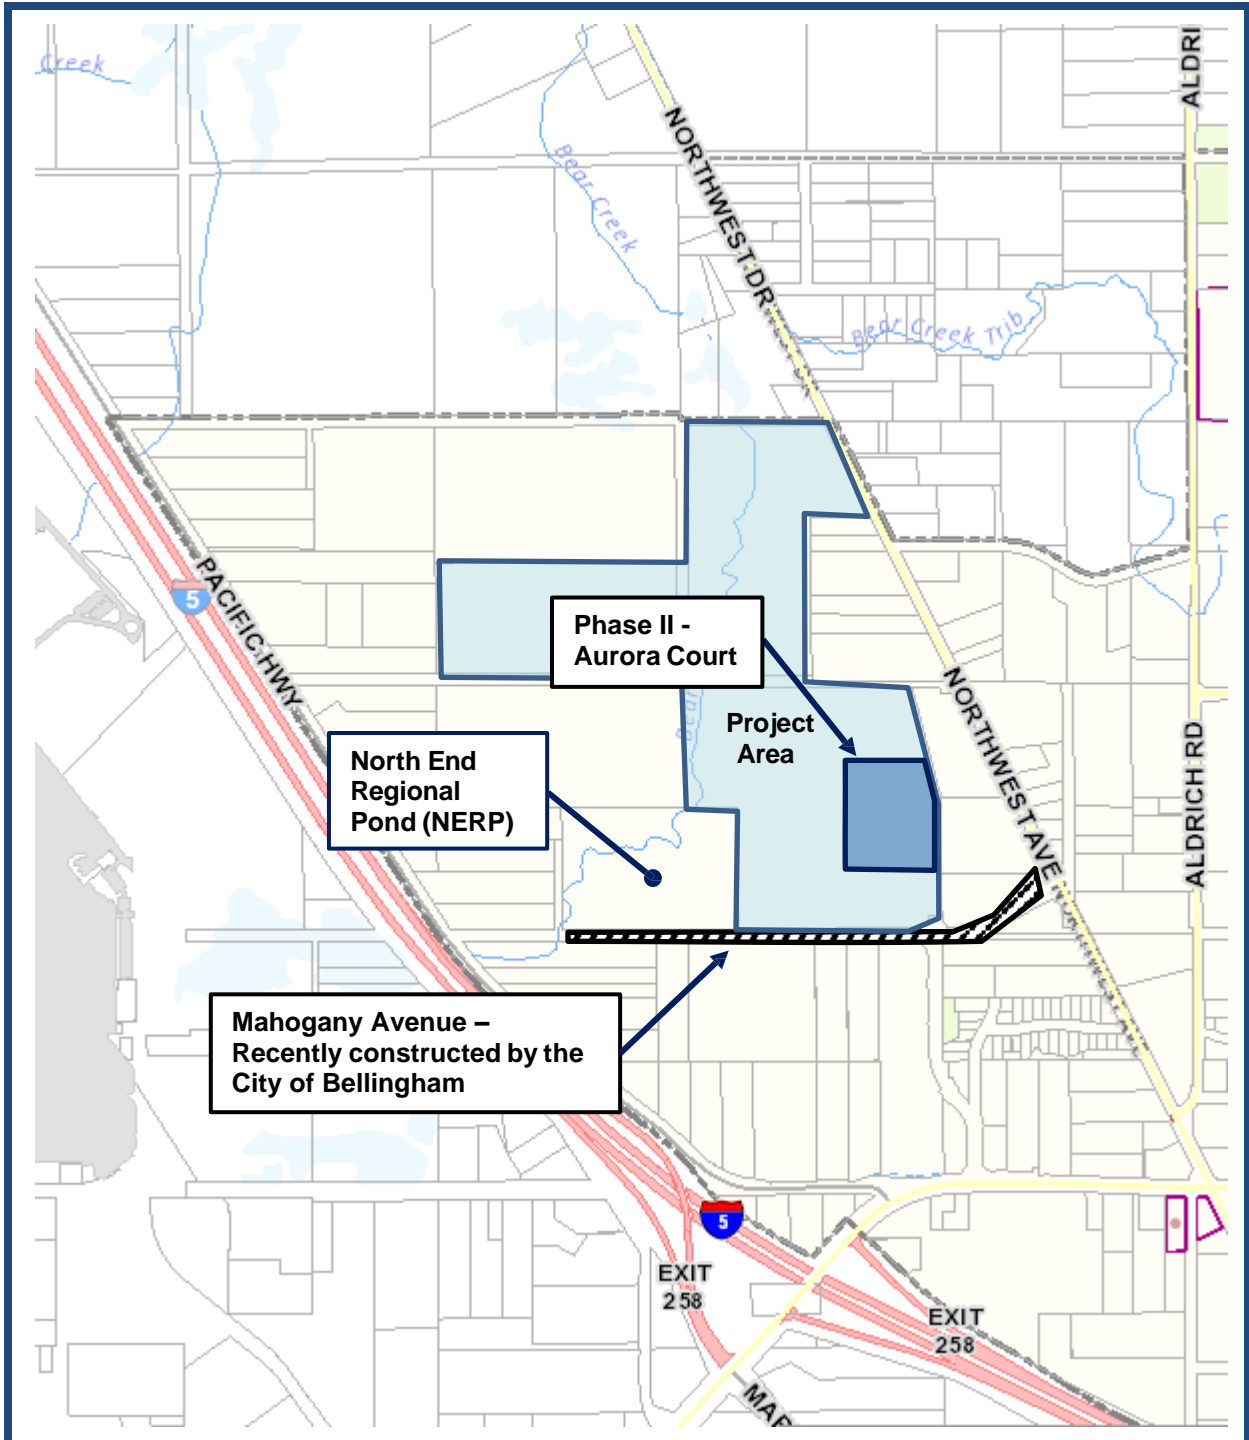 Creek
ALDRI
NORTHWEST DR
Bear Creek
Bear Creek Trib
PACIFIC HWY
5
Phase II -
Aurora Court
Project
Area
Bear
NORTHWEST AVE
ALDRICH RD
North End
Regional
Pond (NERP)
Mahogany Avenue –
Recently constructed by the
City of Bellingham
5
EXIT
258
EXIT
258